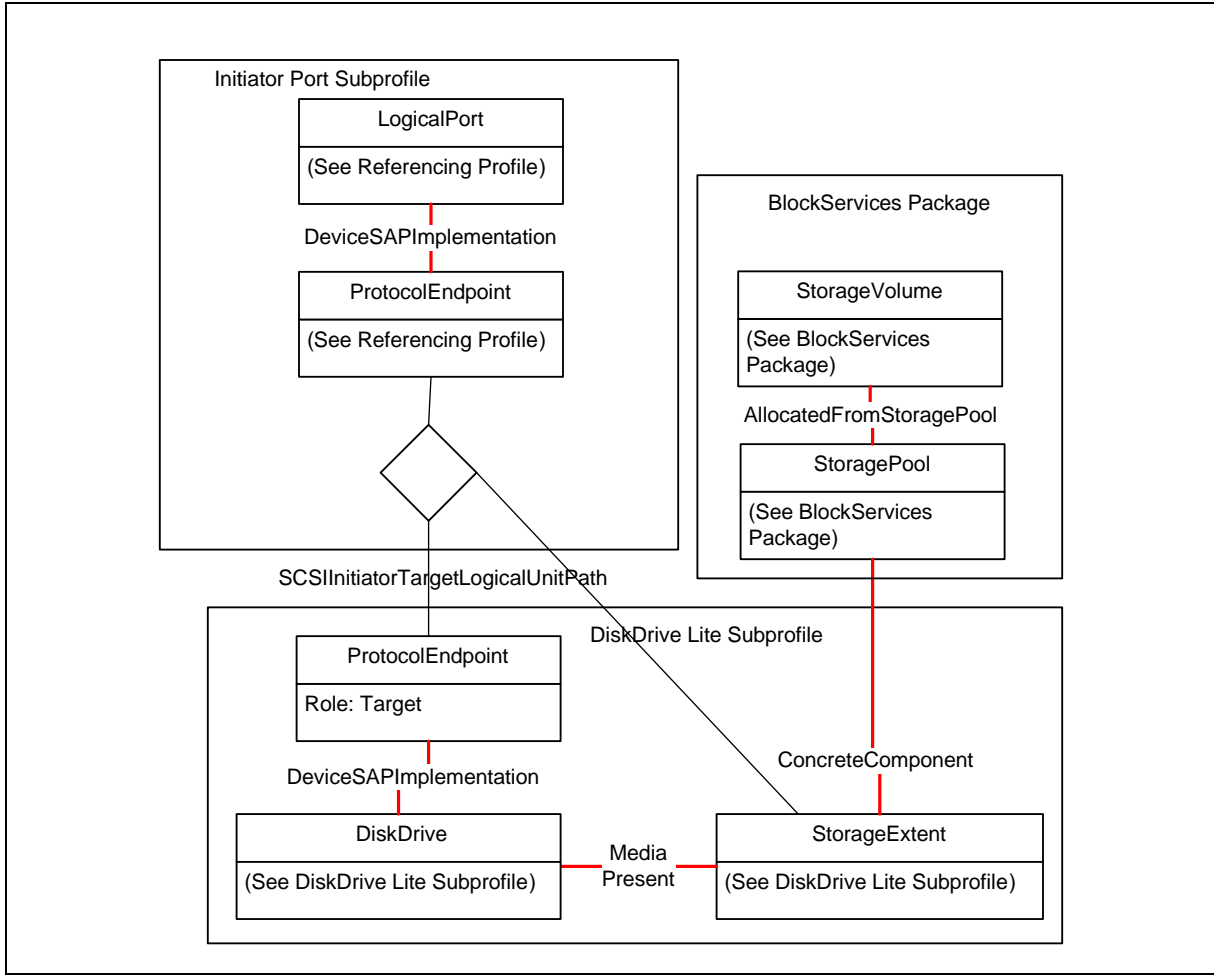 Initiator Port Subprofile
LogicalPort
(See Referencing Profile)
DeviceSAPImplementation
ProtocolEndpoint
(See Referencing Profile)
BlockServices Package
StorageVolume
(See BlockServices
Package)
AllocatedFromStoragePool
StoragePool
(See BlockServices
Package)
SCSIInitiatorTargetLogicalUnitPath
DiskDrive Lite Subprofile
ProtocolEndpoint
Role: Target
DeviceSAPImplementation
ConcreteComponent
DiskDrive
(See DiskDrive Lite Subprofile)
Media
Present
StorageExtent
(See DiskDrive Lite Subprofile)